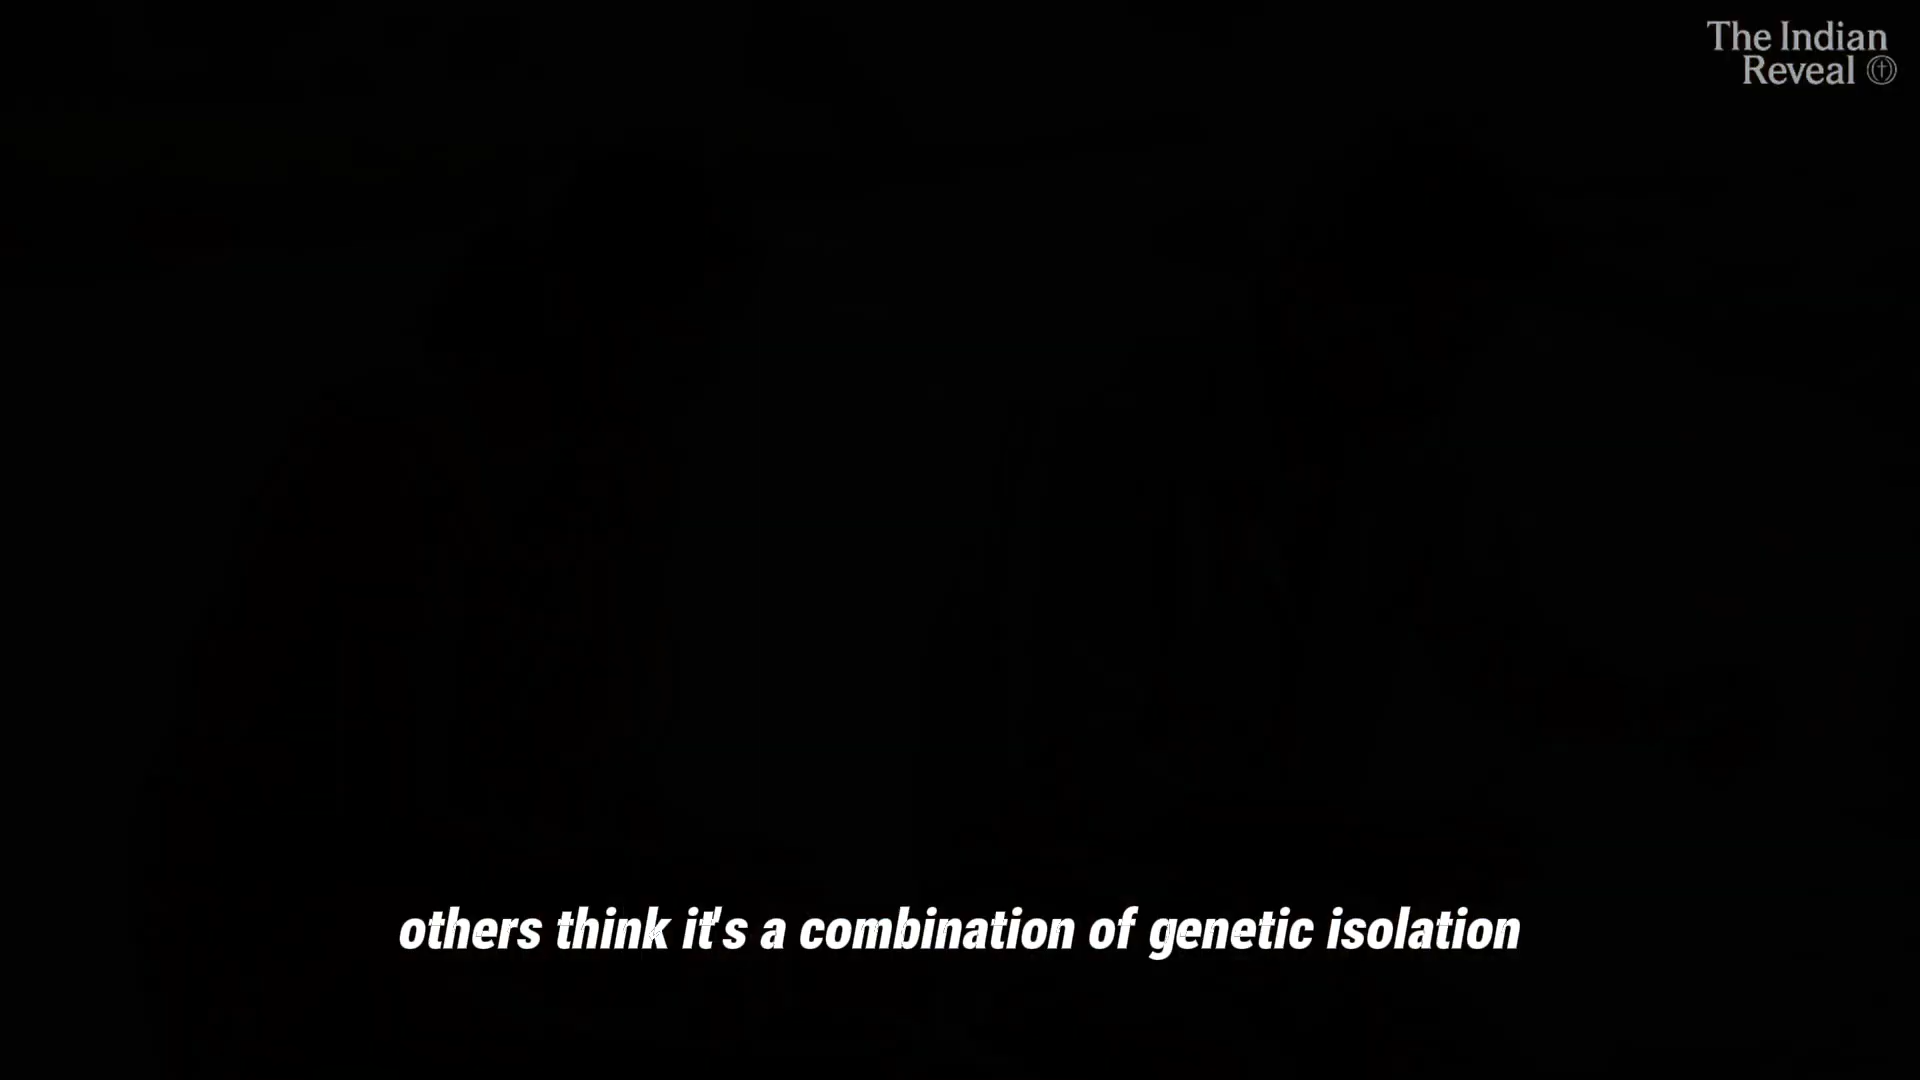 The Indian
Reveal
others think it's a combination of genetic isolation